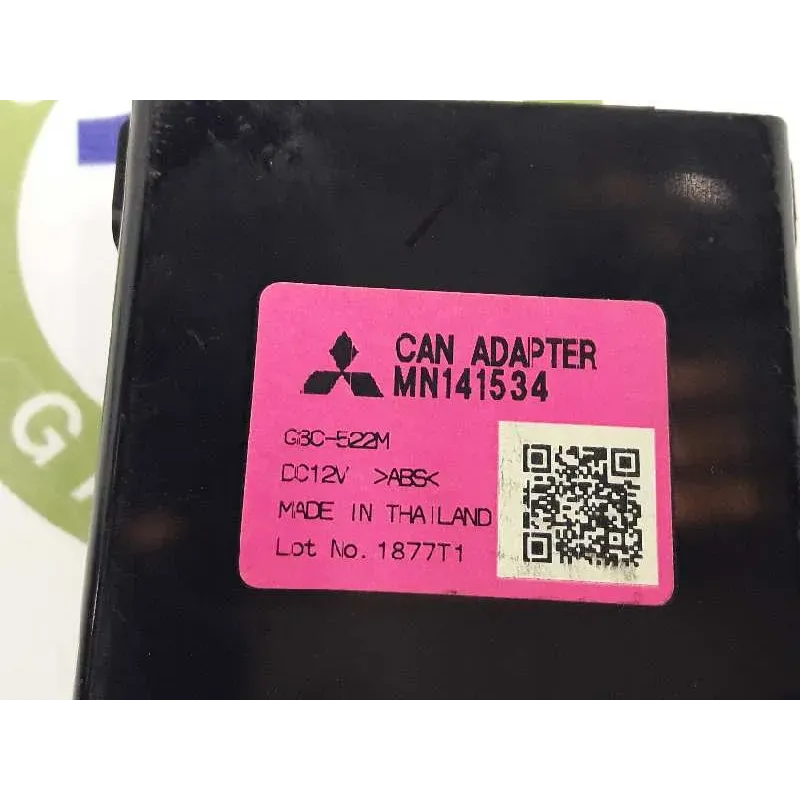 CAN ADAPTER
MN141534
G8C-522M
DC12V >ABS<
MADE IN THAILAND
Lot No. 1877T1